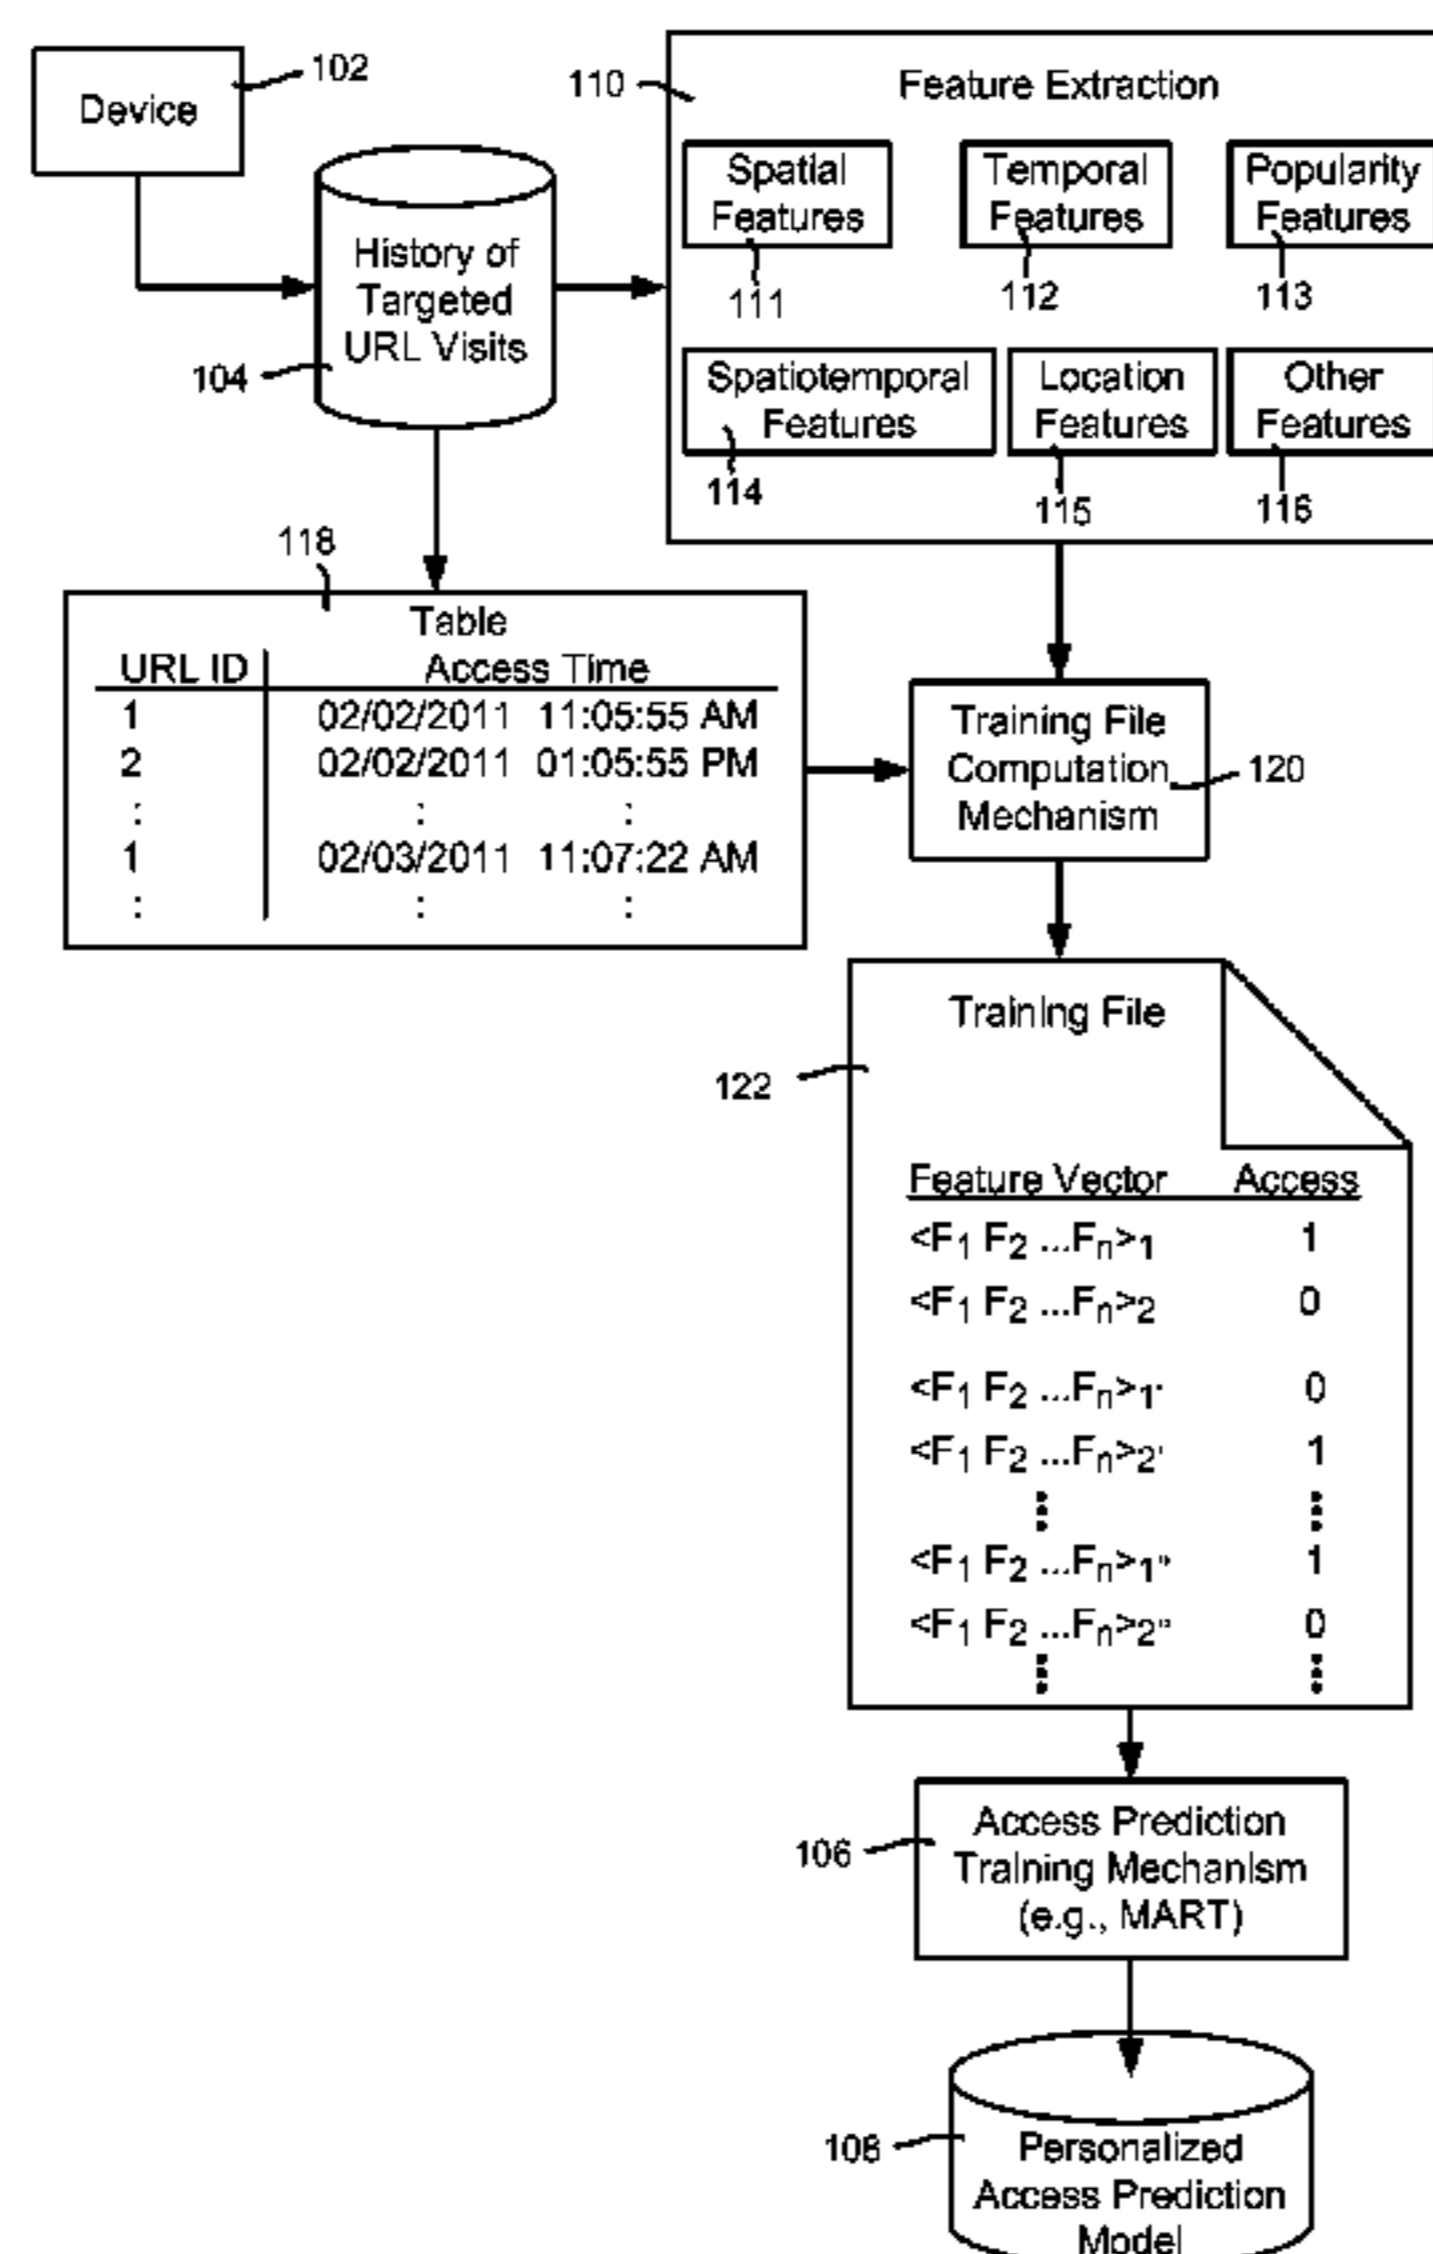 Device
102
History of
Targeted
URL Visits
104
110
Feature Extraction
Spatial
Features
111
Temporal
Features
112
Popularity
Features
113
Spatiotemporal
Features
114
Location
Features
115
Other
Features
116
118
Table
URL ID Access Time
1 02/02/2011 11:05:55 AM
2 02/02/2011 01:05:55 PM
: : :
1 02/03/2011 11:07:22 AM
: : :
Training File
Computation
Mechanism
120
Training File
122
Feature Vector Access
<F1 F2 ...Fn>1 1
<F1 F2 ...Fn>2 0
<F1 F2 ...Fn>1' 0
<F1 F2 ...Fn>2' 1
<F1 F2 ...Fn>1" 1
<F1 F2 ...Fn>2" 0
Access Prediction
Training Mechanism
(e.g., MART)
106
108
Personalized
Access Prediction
Model